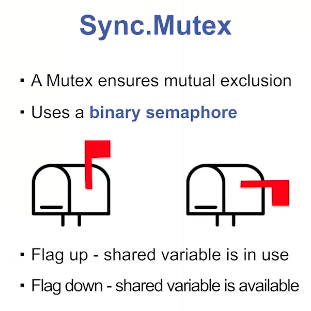 Sync.Mutex
▪ A Mutex ensures mutual exclusion
▪ Uses a binary semaphore
▪ Flag up - shared variable is in use
▪ Flag down - shared variable is available